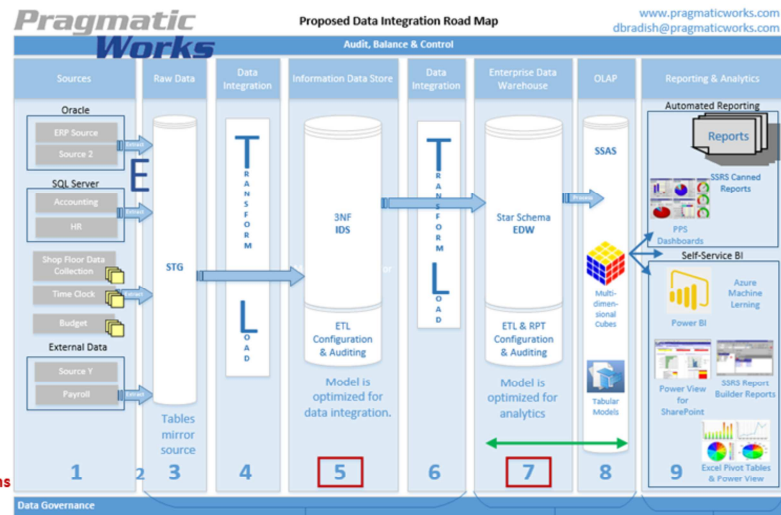 Pragmatic
Works
Proposed Data Integration Road Map
www.pragmaticworks.com
dbradish@pragmaticworks.com
Audit, Balance & Control
Sources
Raw Data
Data
Integration
Information Data Store
Data
Integration
Enterprise Data
Warehouse
OLAP
Reporting & Analytics
Oracle
ERP Source
Source 2
Extract
SQL Server
Accounting
HR
Extract
Shop Floor Data
Collection
Time Clock
Extract
Budget
External Data
Source Y
Payroll
Extract
E
STG
Tables
mirror
source
TRANSFORM
LOAD
3NF
IDS
ETL
Configuration
& Auditing
Model is
optimized for
data integration.
TRANSFORM
LOAD
Star Schema
EDW
ETL & RPT
Configuration
& Auditing
Model is
optimized for
analytics
Process
SSAS
Multi-
dimen-
sional
Cubes
Tabular
Models
Automated Reporting
Reports
SSRS Canned
Reports
PPS
Dashboards
Self-Service BI
Power BI
Azure
Machine
Lerning
Power View
for
SharePoint
SSRS Report
Builder Reports
Excel Pivot Tables
& Power View
ns
1
2
3
4
5
6
7
8
9
Data Governance